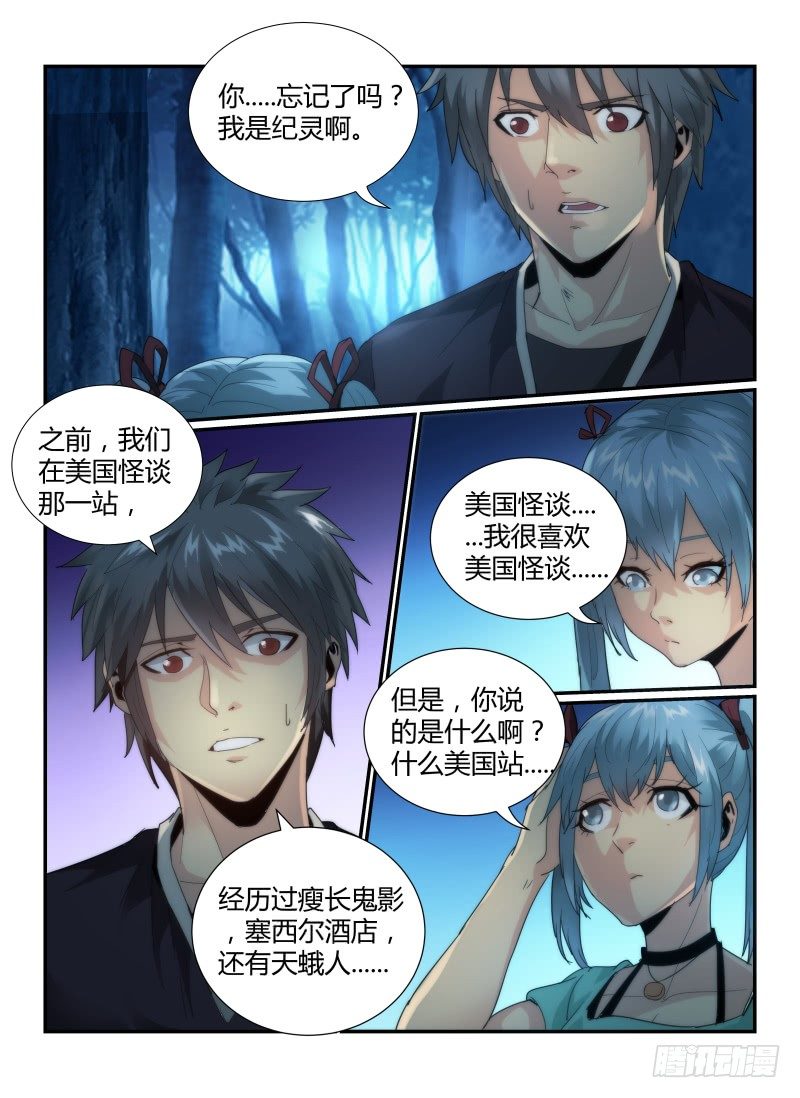 你.....忘记了吗？
我是纪灵啊。
之前，我们
在美国怪谈
那一站，
经历过瘦长鬼影
，塞西尔酒店，
还有天蛾人......
美国怪谈....
...我很喜欢
美国怪谈......
但是，你说
的是什么啊？
什么美国站.....
腾讯动漫